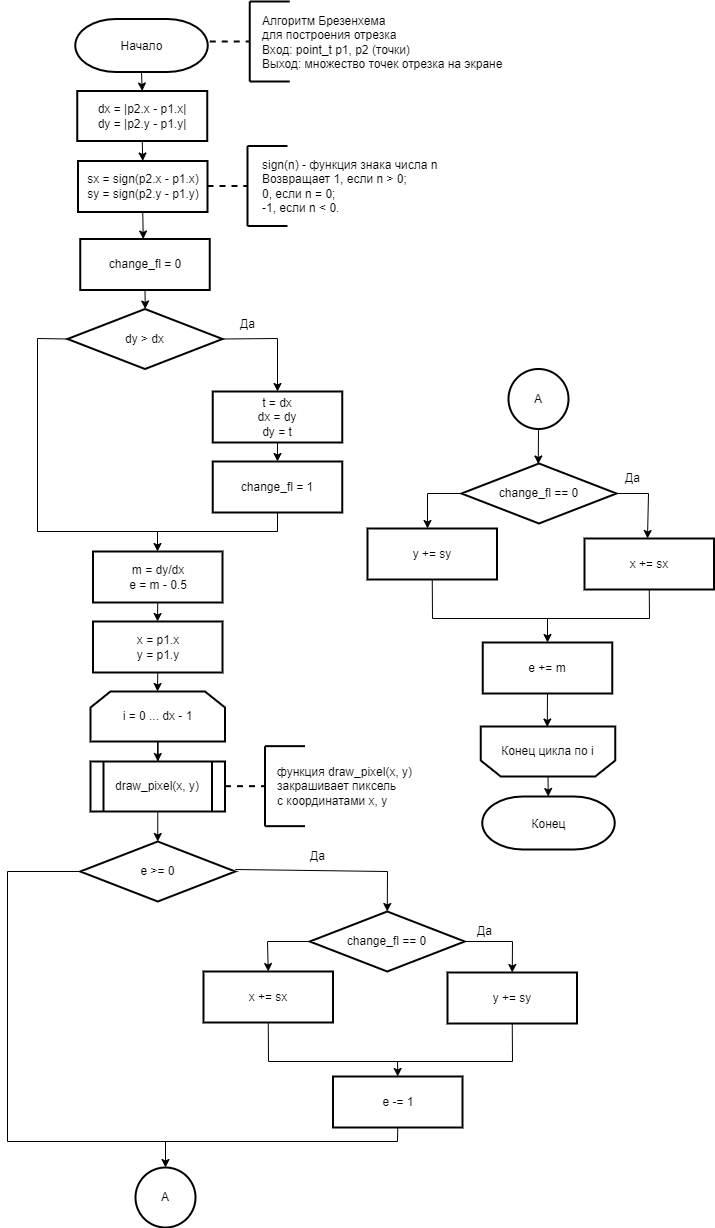 Начало
Алгоритм Брезенхема
для построения отрезка
Вход: point_t p1, p2 (точки)
Выход: множество точек отрезка на экране
dx = |p2.x - p1.x|
dy = |p2.y - p1.y|
sx = sign(p2.x - p1.x)
sy = sign(p2.y - p1.y)
sign(n) - функция знака числа n
Возвращает 1, если n > 0;
0, если n = 0;
-1, если n < 0.
change_fl = 0
dy > dx
Да
t = dx
dx = dy
dy = t
change_fl = 1
m = dy/dx
e = m - 0.5
x = p1.x
y = p1.y
i = 0 ... dx - 1
draw_pixel(x, y)
функция draw_pixel(x, y)
закрашивает пиксель
с координатами x, y
e >= 0
Да
change_fl == 0
Да
x += sx
y += sy
e -= 1
A
A
change_fl == 0
Да
y += sy
x += sx
e += m
Конец цикла по i
Конец